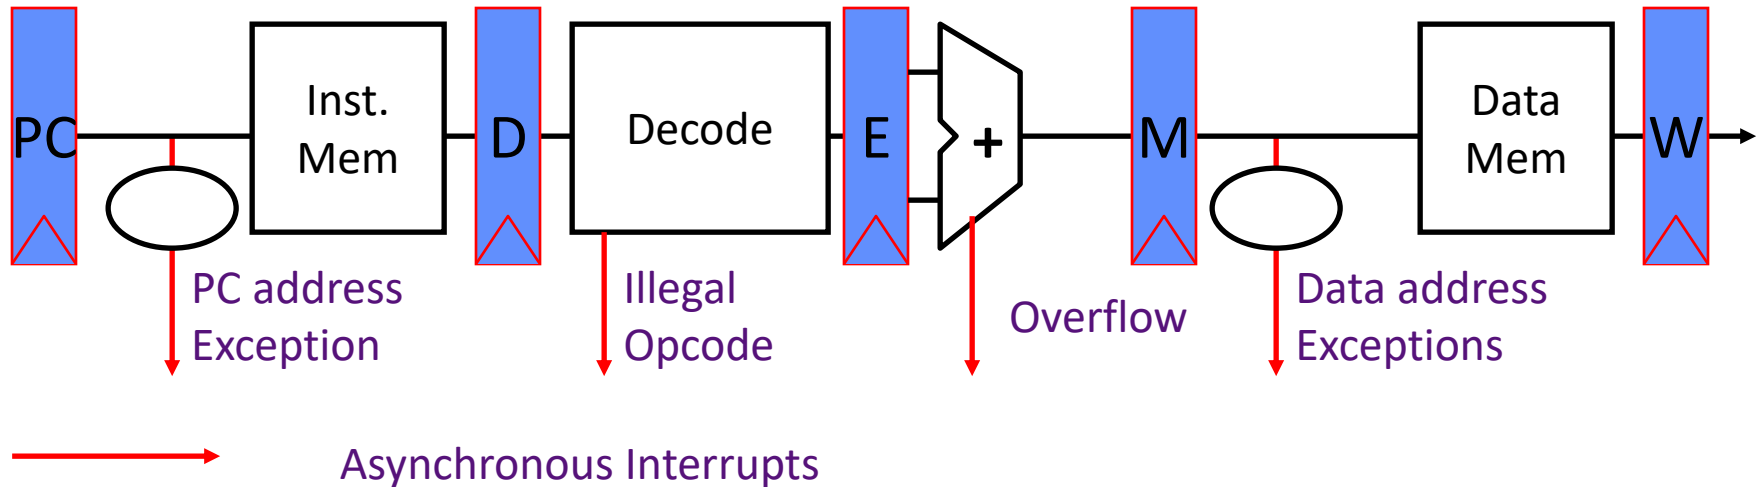 PC
Inst.
Mem
D
Decode
E
+
M
Data
Mem
W
PC address
Exception
Illegal
Opcode
Overflow
Data address
Exceptions
Asynchronous Interrupts